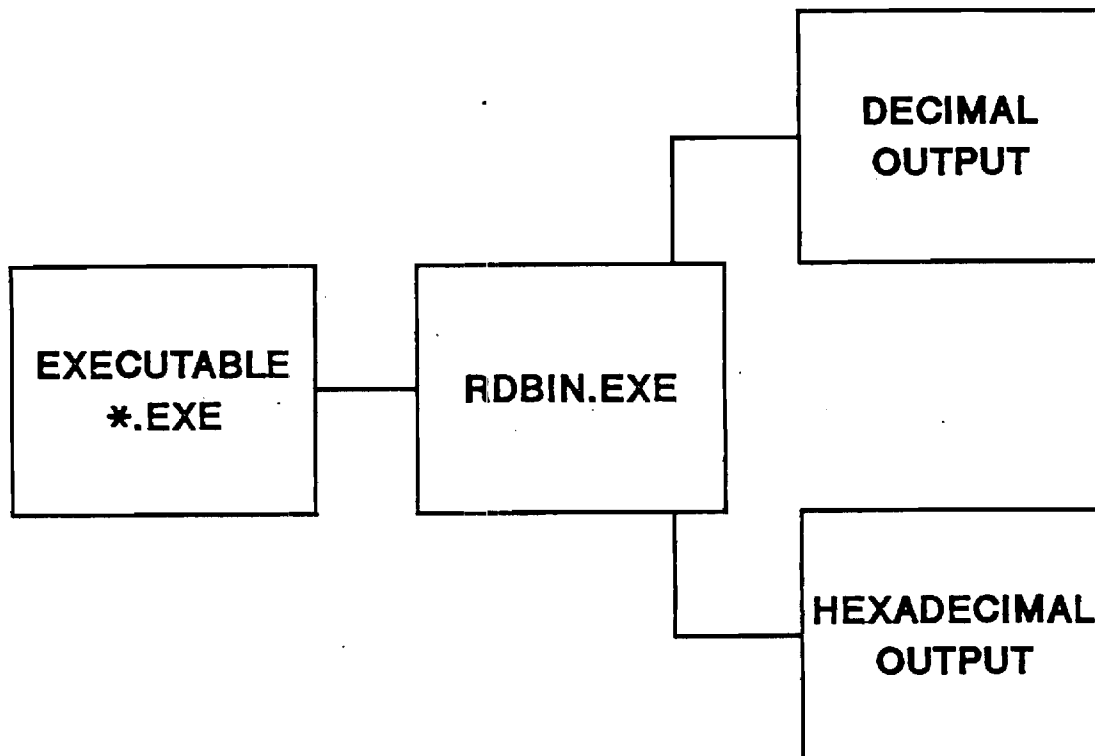 DECIMAL
OUTPUT
EXECUTABLE
*.EXE
RDBIN.EXE
HEXADECIMAL
OUTPUT